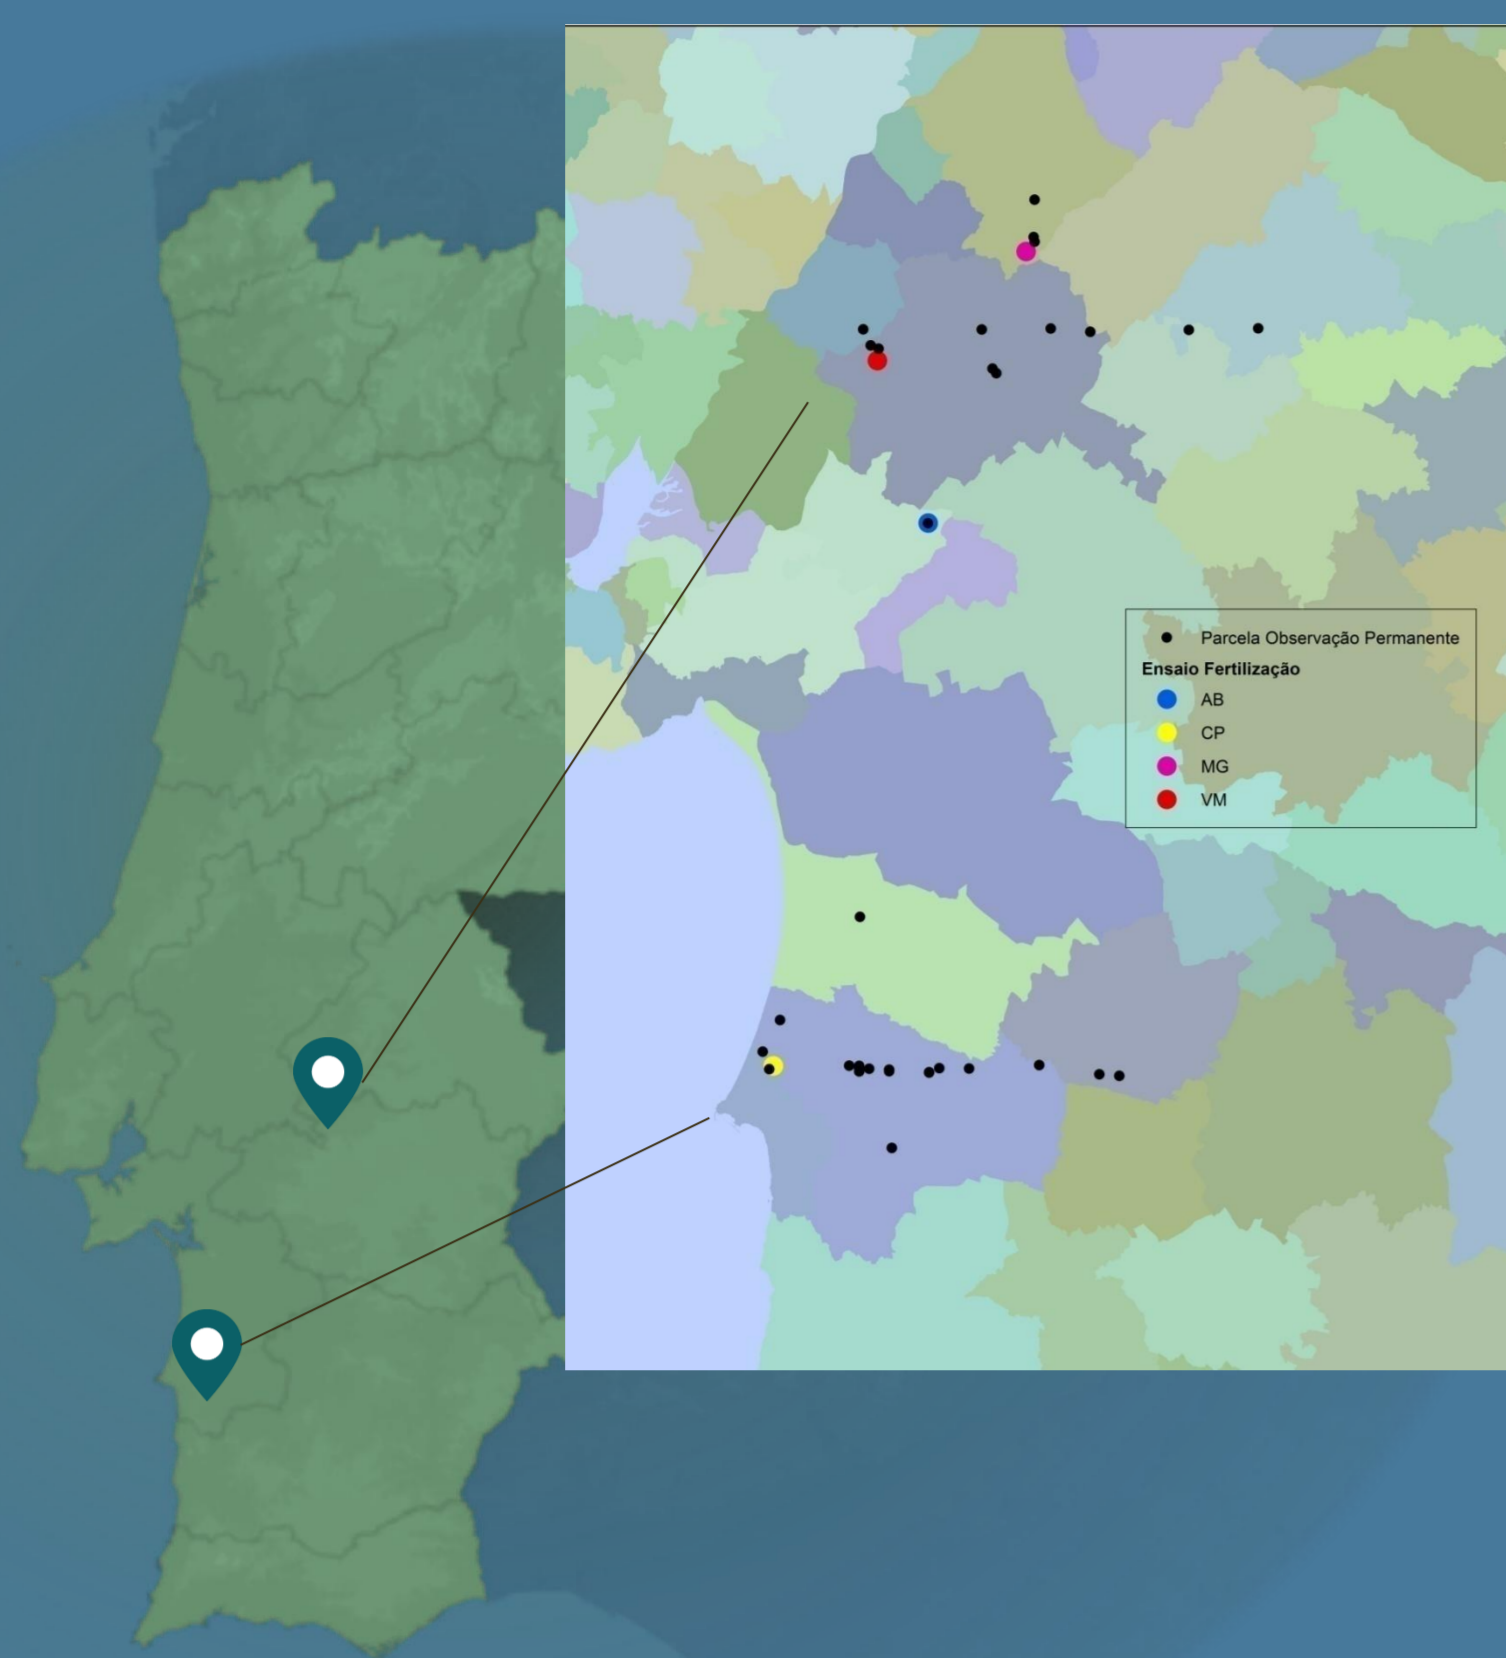 Parcela Observação Permanente
Ensaio Fertilização
AB
CP
MG
VM